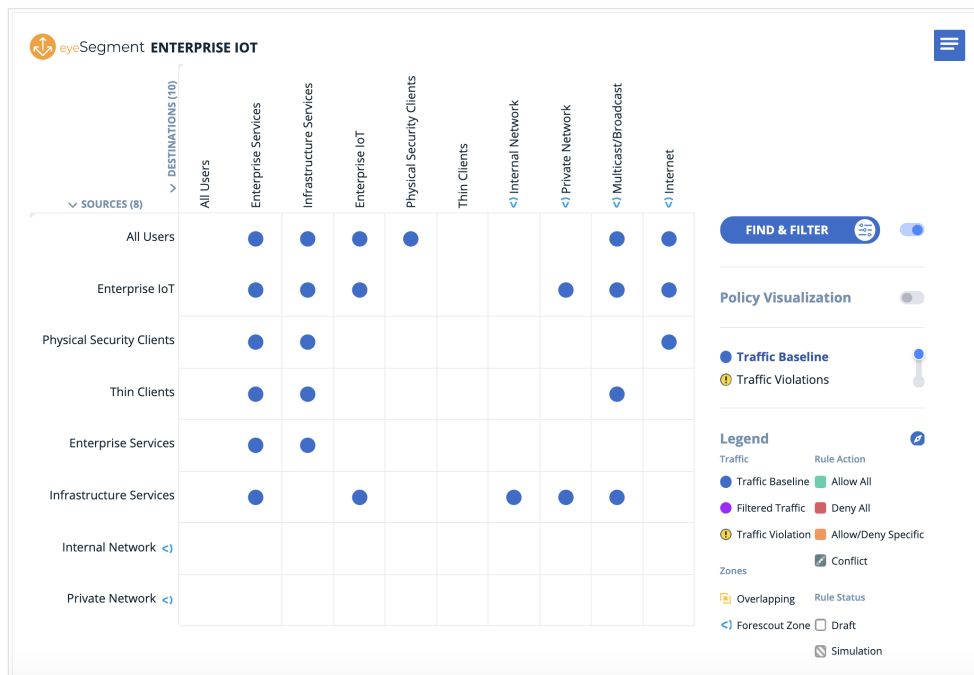 eyeSegment ENTERPRISE IOT
DESTINATIONS (10)
All Users
Enterprise Services
Infrastructure Services
Enterprise IoT
Physical Security Clients
Thin Clients
Internal Network
Private Network
Multicast/Broadcast
Internet
SOURCES (8)
All Users
Enterprise IoT
Physical Security Clients
Thin Clients
Enterprise Services
Infrastructure Services
Internal Network
Private Network
FIND & FILTER
Policy Visualization
Traffic Baseline
Traffic Violations
Legend
Traffic
Traffic Baseline
Filtered Traffic
Traffic Violation
Zones
Overlapping
Forescout Zone
Rule Action
Allow All
Deny All
Allow/Deny Specific
Conflict
Rule Status
Draft
Simulation